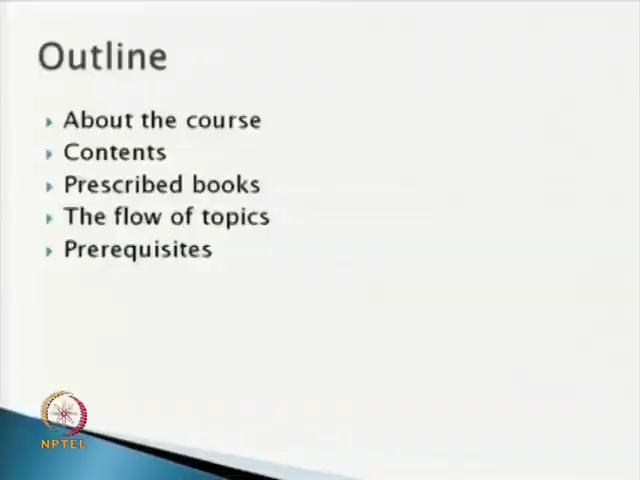 Outline
About the course
Contents
Prescribed books
The flow of topics
Prerequisites
NPTEL